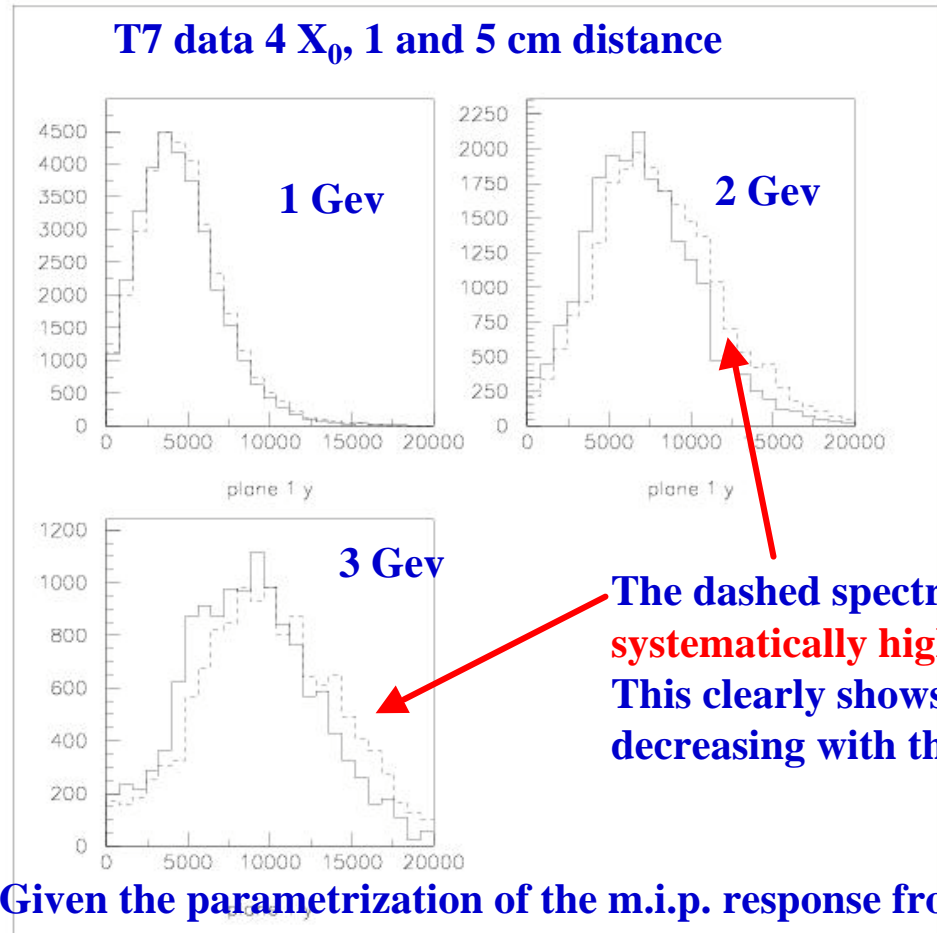 T7 data 4 X0, 1 and 5 cm distance
4500
4000
3500
3000
2500
2000
1500
1000
500
0
0 5000 10000 15000 20000
plane 1 y
1 Gev
2250
2000
1750
1500
1250
1000
750
500
250
0
0 5000 10000 15000 20000
plane 1 y
2 Gev
1200
1000
800
600
400
200
0
0 5000 10000 15000 20000
plane 1 y
3 Gev
The dashed spectr
systematically hig
This clearly shows
decreasing with th
Given the parametrization of the m.i.p. response fro